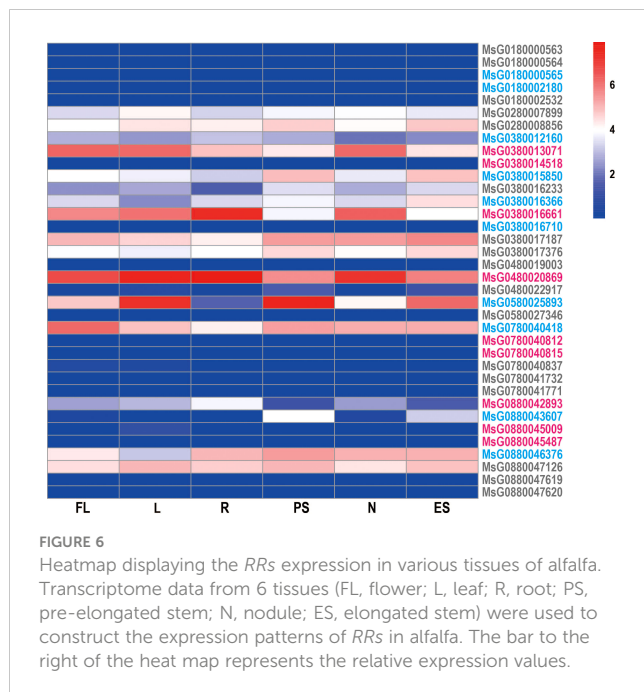 MsG0180000563
MsG0180000564
MsG0180000565
MsG0180002180
MsG0180002532
MsG0280007899
MsG0280008856
MsG0380012160
MsG0380013071
MsG0380014518
MsG0380015850
MsG0380016233
MsG0380016366
MsG0380016661
MsG0380016710
MsG0380017187
MsG0380017376
MsG0480019003
MsG0480020869
MsG0480022917
MsG0580025893
MsG0580027346
MsG0780040418
MsG0780040812
MsG0780040815
MsG0780040837
MsG0780041732
MsG0780041771
MsG0880042893
MsG0880043607
MsG0880045009
MsG0880045487
MsG0880046376
MsG0880047126
MsG0880047619
MsG0880047620
6
4
2
FL L R PS N ES
FIGURE 6
Heatmap displaying the RRs expression in various tissues of alfalfa.
Transcriptome data from 6 tissues (FL, flower; L, leaf; R, root; PS,
pre-elongated stem; N, nodule; ES, elongated stem) were used to
construct the expression patterns of RRs in alfalfa. The bar to the
right of the heat map represents the relative expression values.